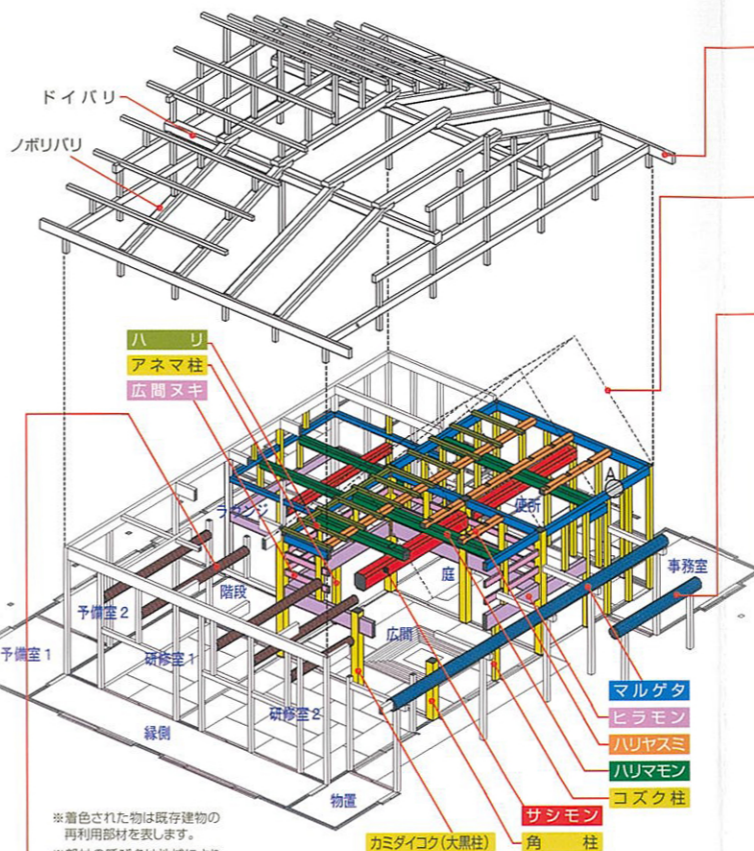 ドイバリ
ノボリバリ
ハリ
アネマ柱
広間ヌキ
ラウンジ
便所
A
事務室
庭
階段
予備室2
予備室1
研修室1
広間
研修室2
縁側
物置
マルゲタ
ヒラモン
ハリヤスミ
ハリマモン
コズク柱
サシモン
角柱
カミダイコク(大黒柱)
※着色された物は既存建物の
再利用部材を表します。